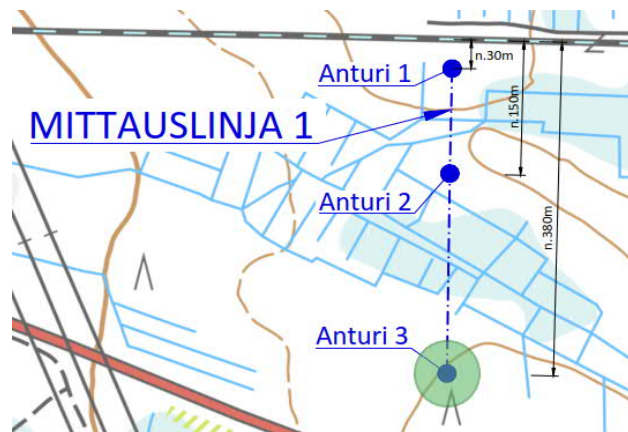 n.30m
Anturi 1
MITTAUSLINJA 1
n.150m
Anturi 2
n.380m
Anturi 3